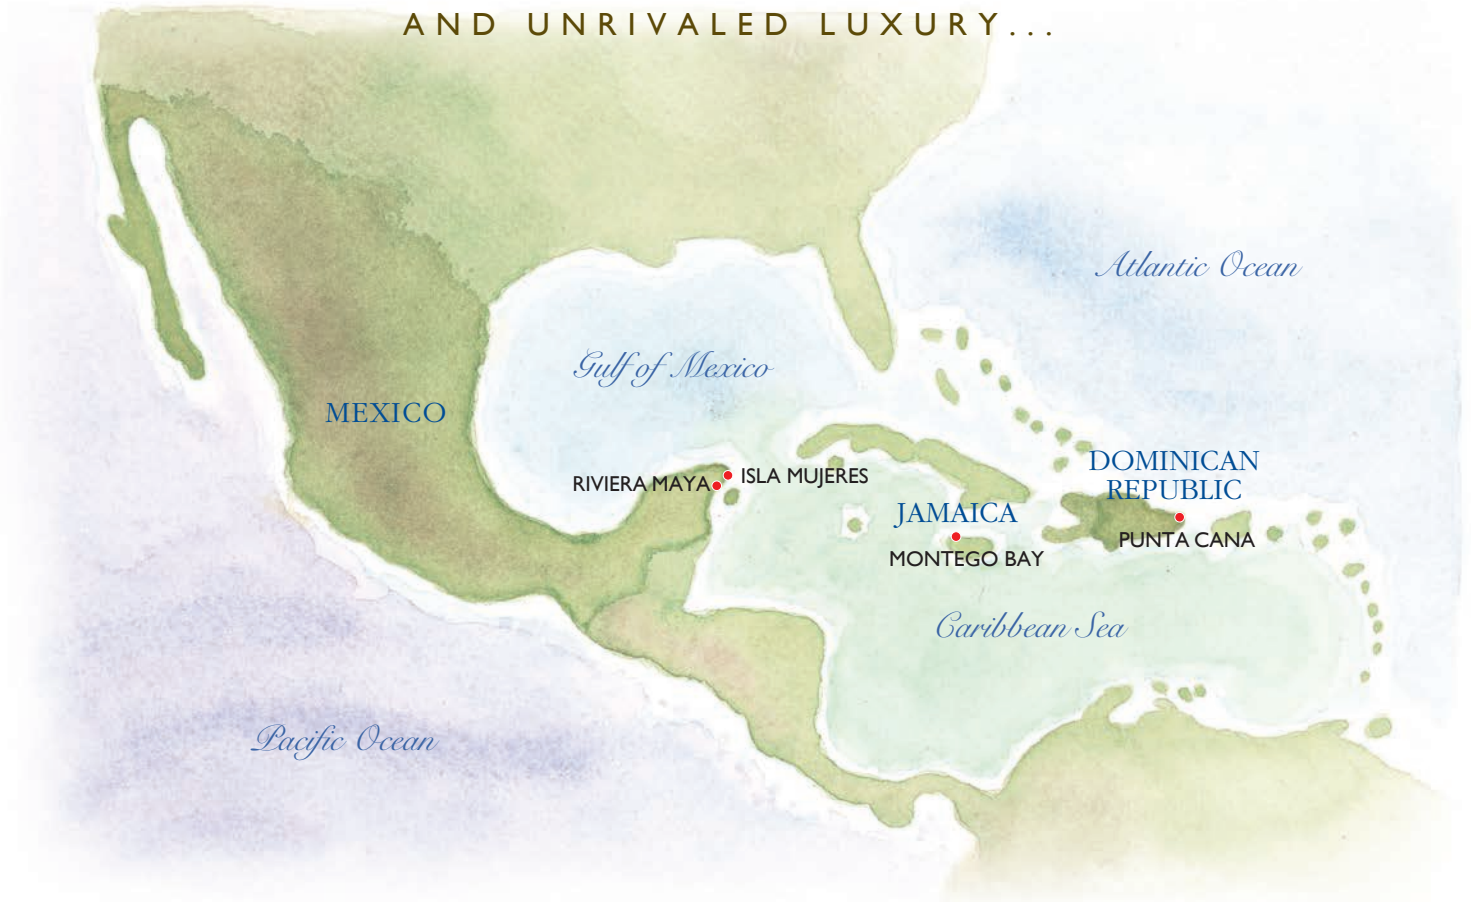 AND UNRIVALED LUXURY...
Atlantic Ocean
Gulf of Mexico
MEXICO
DOMINICAN
REPUBLIC
ISLA MUJERES
RIVIERA MAYA
JAMAICA
PUNTA CANA
MONTEGO BAY
Caribbean Sea
Pacific Ocean